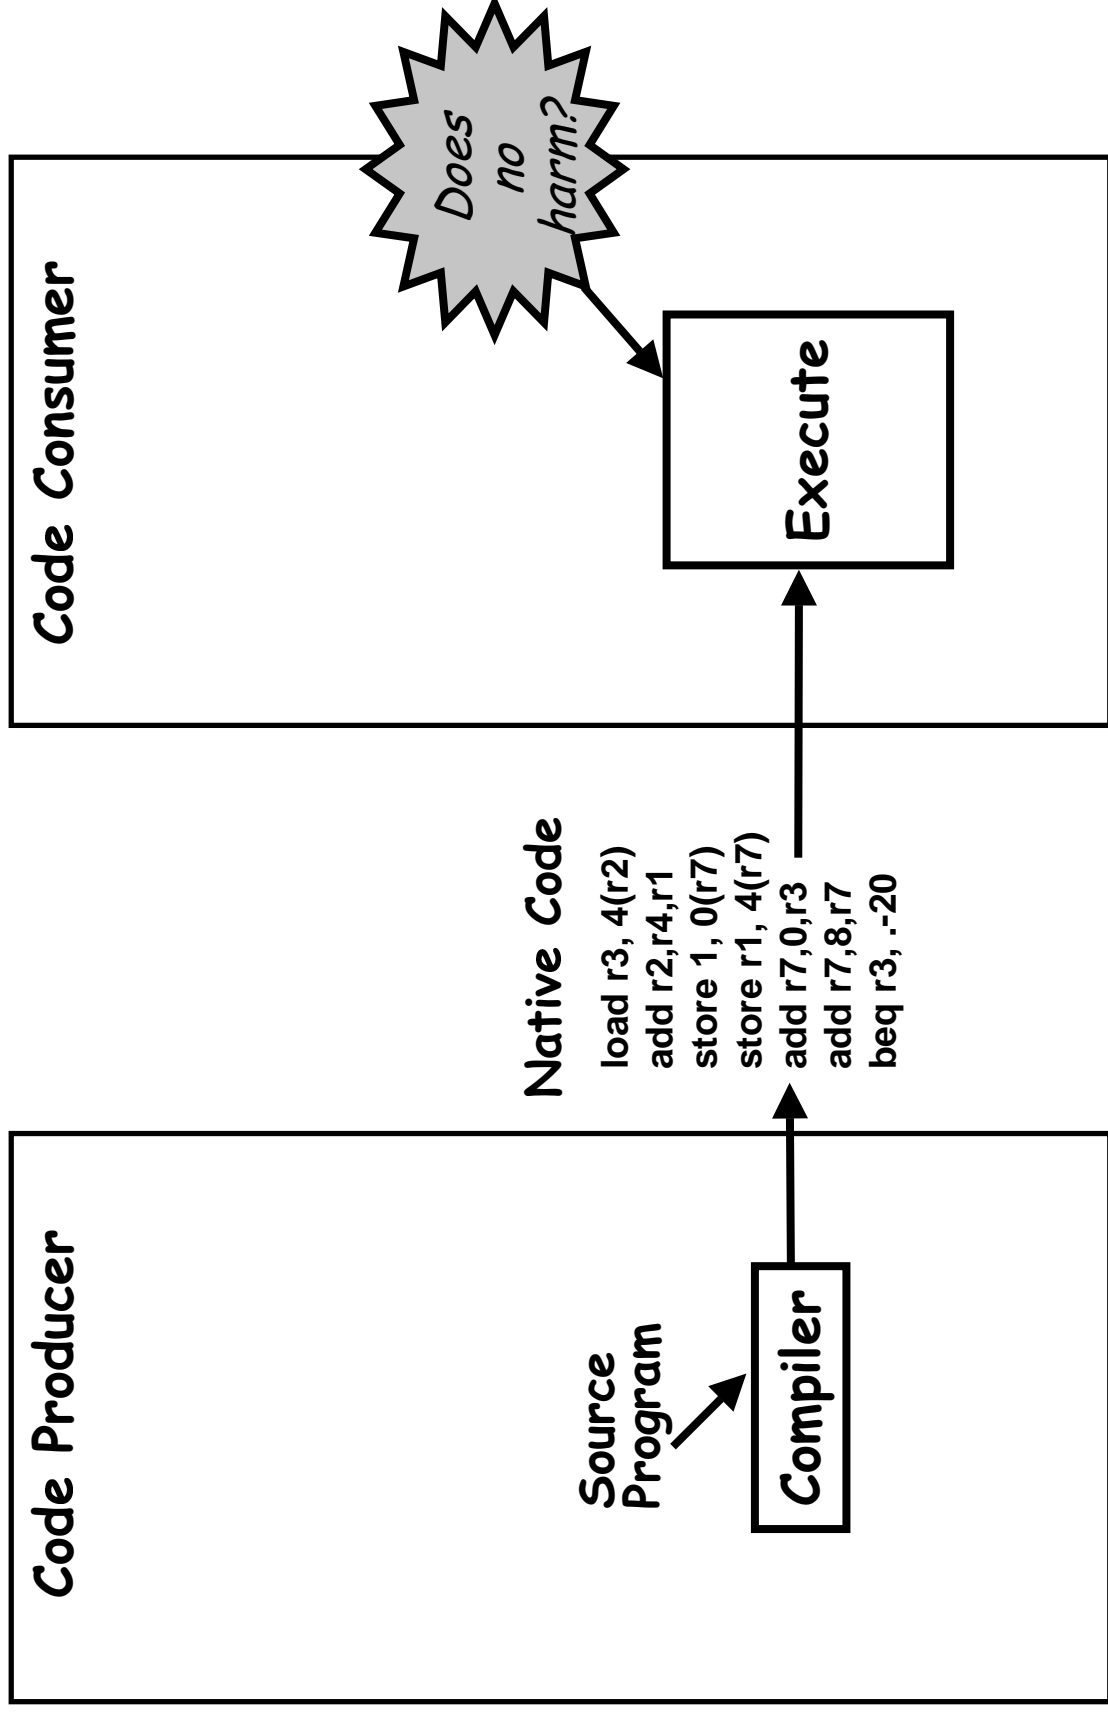 Code Producer
Source
Program
Compiler
Native Code
load r3, 4(r2)
add r2,r4,r1
store 1, 0(r7)
store r1, 4(r7)
add r7,0,r3
add r7,8,r7
beq r3, .-20
Code Consumer
Does
no
harm?
Execute